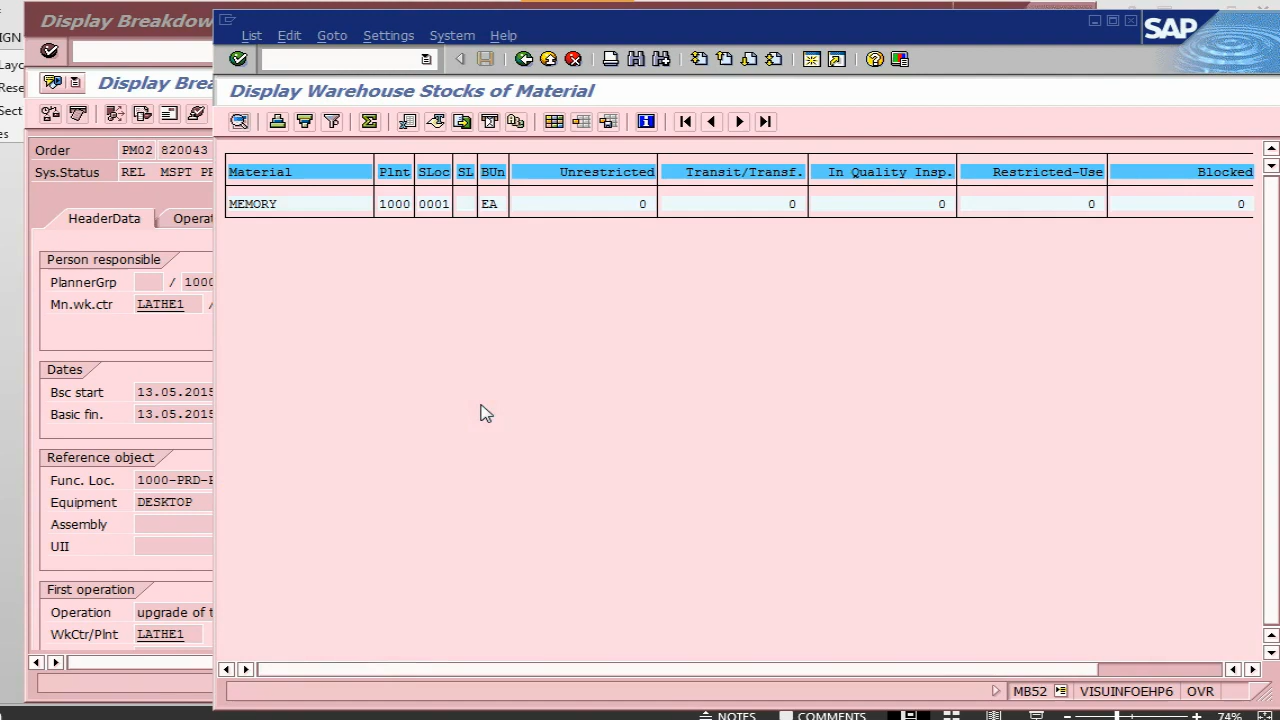 Display Breakdow
IGN
Layc
Rese
Sect
es
Display Brea
Order PM02 820043
Sys.Status REL MSPT PR
HeaderData Operat
Person responsible
PlannerGrp / 1000
Mn.wk.ctr LATHE1 /
Dates
Bsc start 13.05.2015
Basic fin. 13.05.2015
Reference object
Func. Loc. 1000-PRD-
Equipment DESKTOP
Assembly
UII
First operation
Operation upgrade of t
WkCtr/Plnt LATHE1
List Edit Goto Settings System Help
SAP
Display Warehouse Stocks of Material
Material Plnt SLoc SL BUn Unrestricted Transit/Transf. In Quality Insp. Restricted-Use Blocked
MEMORY 1000 0001 EA 0 0 0 0 0
MB52 VISUINFOEHP6 OVR
NOTES COMMENTS 74%